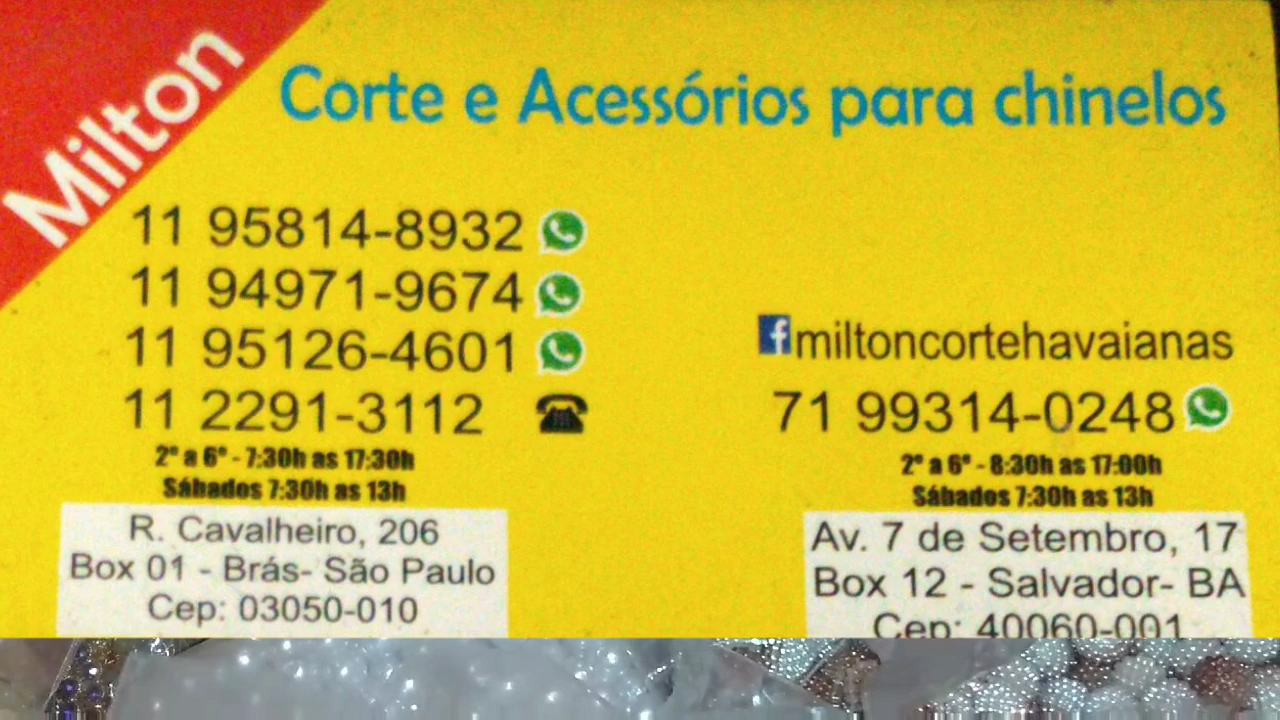 Milton
Corte e Acessórios para chinelos
11 95814-8932
11 94971-9674
11 95126-4601
11 2291-3112
2ª a 6ª - 7:30h as 17:30h
Sábados 7:30h as 13h
R. Cavalheiro, 206
Box 01 - Brás- São Paulo
Cep: 03050-010
f miltoncortehavaianas
71 99314-0248
2ª a 6ª - 8:30h as 17:00h
Sábados 7:30h as 13h
Av. 7 de Setembro, 17
Box 12 - Salvador- BA
Cep: 40060-001